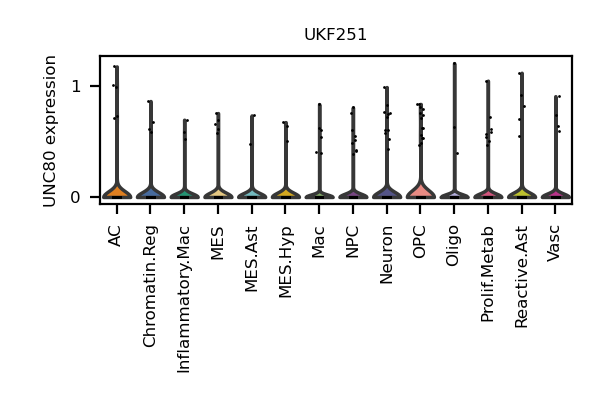 UKF251
UNC80 expression
1
0
AC
Chromatin.Reg
Inflammatory.Mac
MES
MES.Ast
MES.Hyp
Mac
NPC
Neuron
OPC
Oligo
Prolif.Metab
Reactive.Ast
Vasc